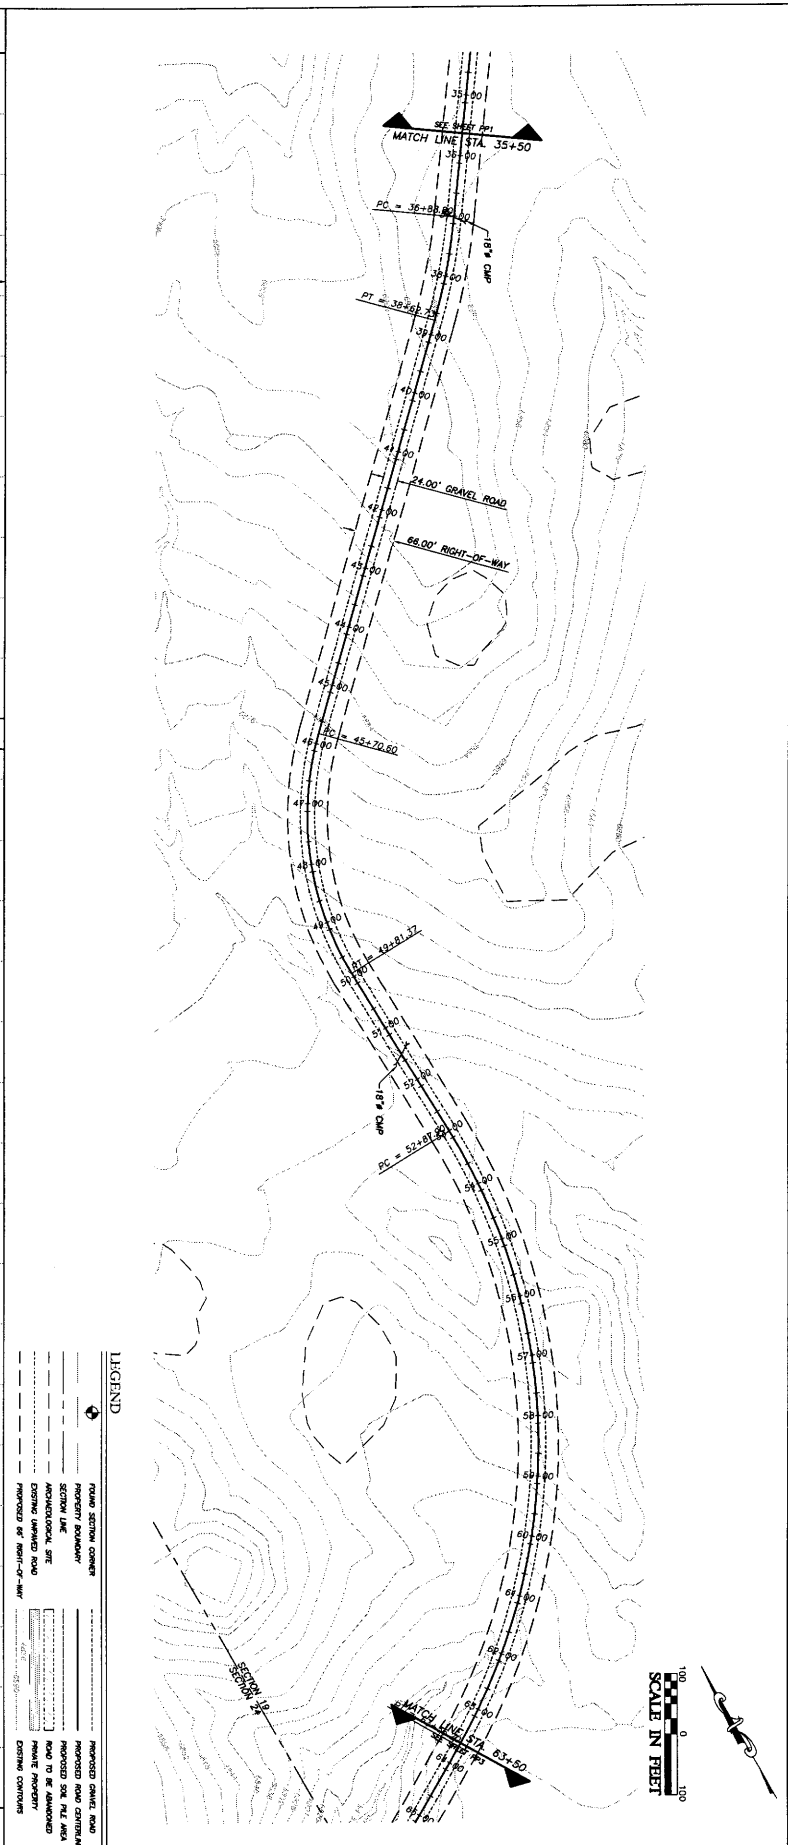 35+00
SEE SHEET PP1
MATCH LINE STA. 35+50
36+00
PC = 36+88.80
18"ø CMP
38+00
PT = 38+62.73
39+00
40+00
41+00
24.00' GRAVEL ROAD
42+00
66.00' RIGHT-OF-WAY
43+00
44+00
45+00
PC = 45+70.60
46+00
47+00
48+00
49+00
PT = 49+81.37
50+00
51+00
18"ø CMP
52+00
PC = 52+87.90
54+00
55+00
56+00
57+00
58+00
59+00
60+00
61+00
62+00
63+00
MATCH LINE STA. 63+50
SEE SHEET PP3
SECTION 19
SECTION 24
100 0 100
SCALE IN FEET
LEGEND
FOUND SECTION CORNER
PROPERTY BOUNDARY
SECTION LINE
ARCHAEOLOGICAL SITE
EXISTING UNPAVED ROAD
PROPOSED 66' RIGHT-OF-WAY
PROPOSED GRAVEL ROAD
PROPOSED ROAD CENTERLINE
PROPOSED SOIL PILE AREA
ROAD TO BE ABANDONED
PRIVATE PROPERTY
EXISTING CONTOURS